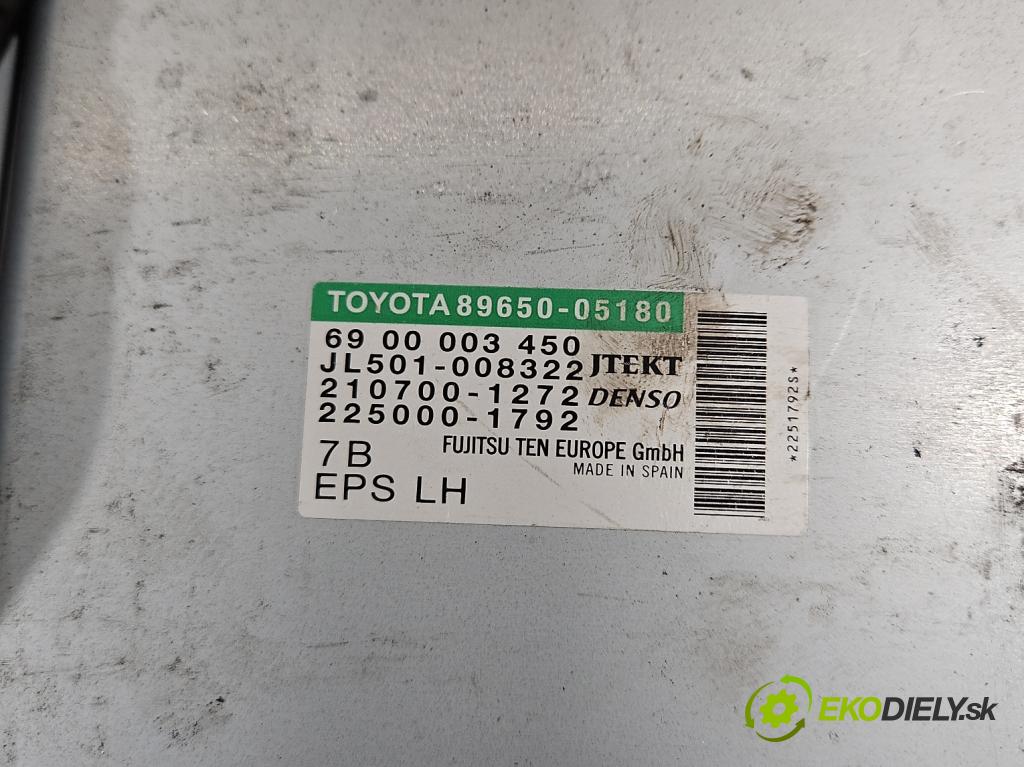 TOYOTA 89650-05180
69 00 003 450
JL501-008322 JTEKT
210700-1272 DENSO
225000-1792
7B FUJITSU TEN EUROPE GmbH
MADE IN SPAIN
EPS LH
*2251792S*
EKODIELY.sk